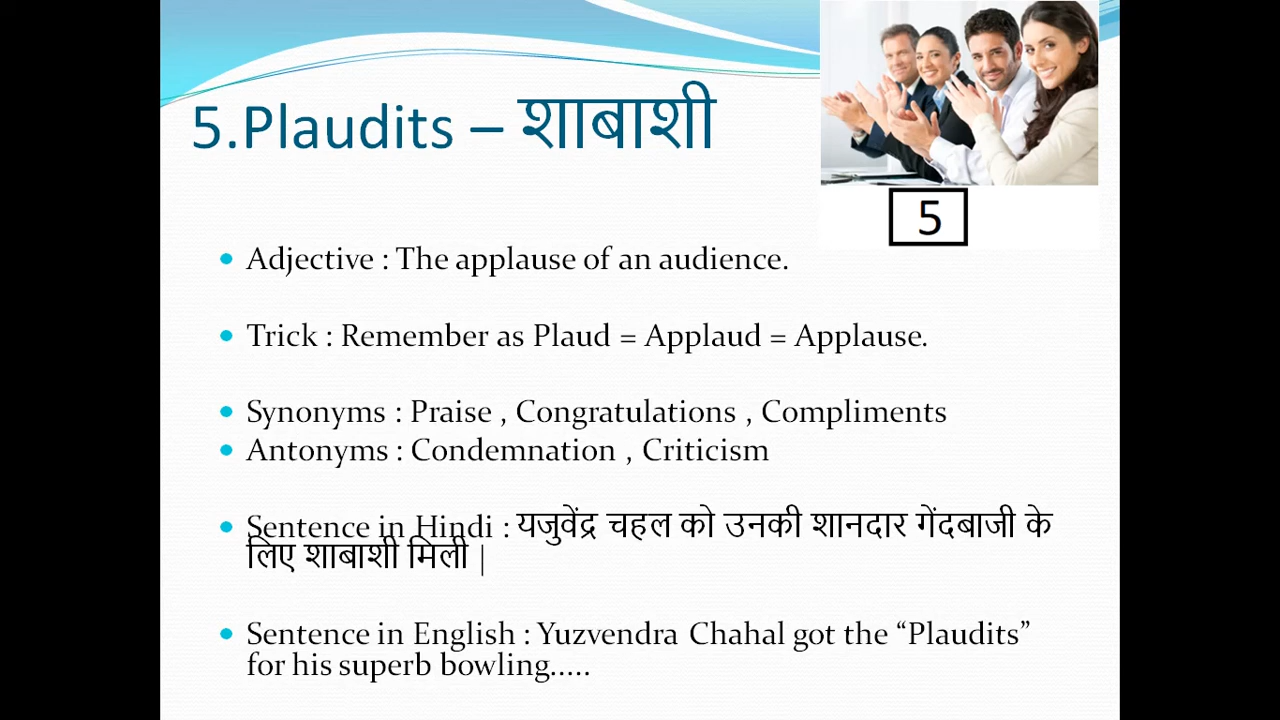 5.Plaudits – शाबाशी
5
Adjective : The applause of an audience.
Trick : Remember as Plaud = Applaud = Applause.
Synonyms : Praise , Congratulations , Compliments
Antonyms : Condemnation , Criticism
Sentence in Hindi : यजुवेंद्र चहल को उनकी शानदार गेंदबाजी के
लिए शाबाशी मिली |
Sentence in English : Yuzvendra Chahal got the “Plaudits”
for his superb bowling.....